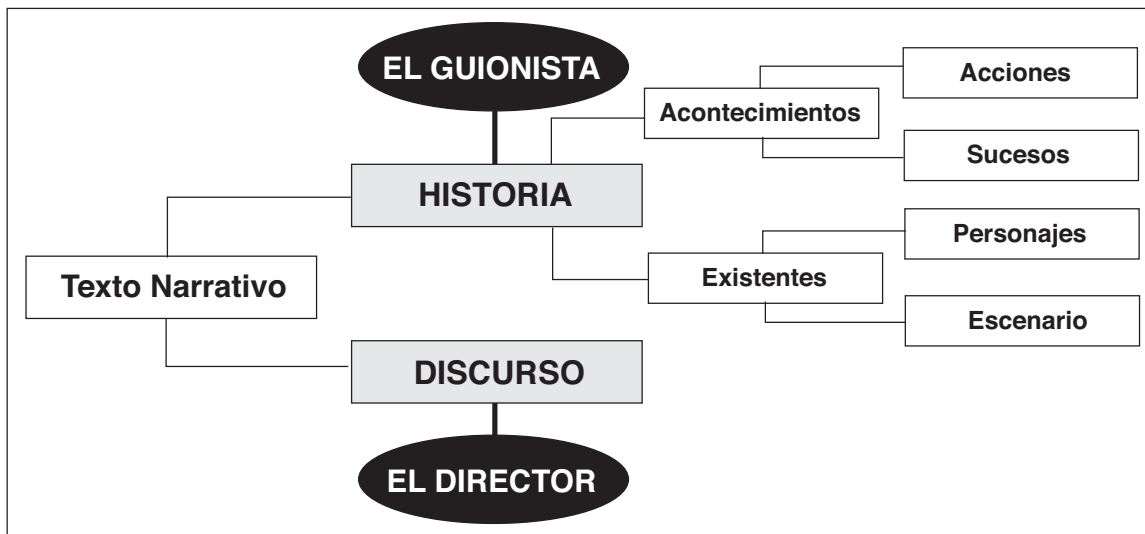 EL GUIONISTA
Acciones
Acontecimientos
Sucesos
HISTORIA
Personajes
Texto Narrativo
Existentes
Escenario
DISCURSO
EL DIRECTOR